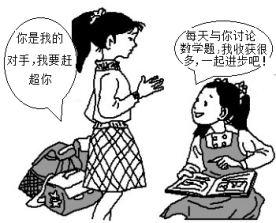 你是我的
对手，我要赶
超你
每天与你讨论
数学题，我收获很
多，一起进步吧！